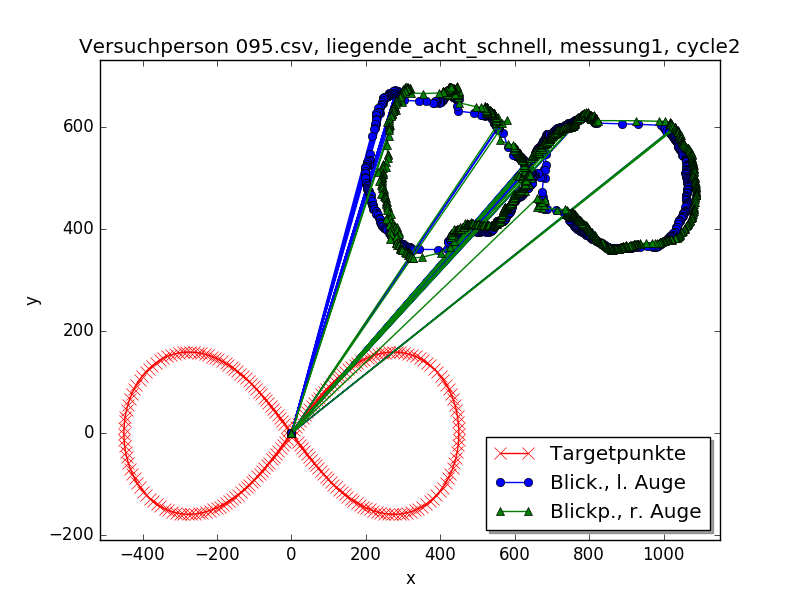 Versuchperson 095.csv, liegende_acht_schnell, messung1, cycle2
y
600
400
200
0
−200
−400
−200
0
200
400
600
800
1000
x
Targetpunkte
Blick., l. Auge
Blickp., r. Auge